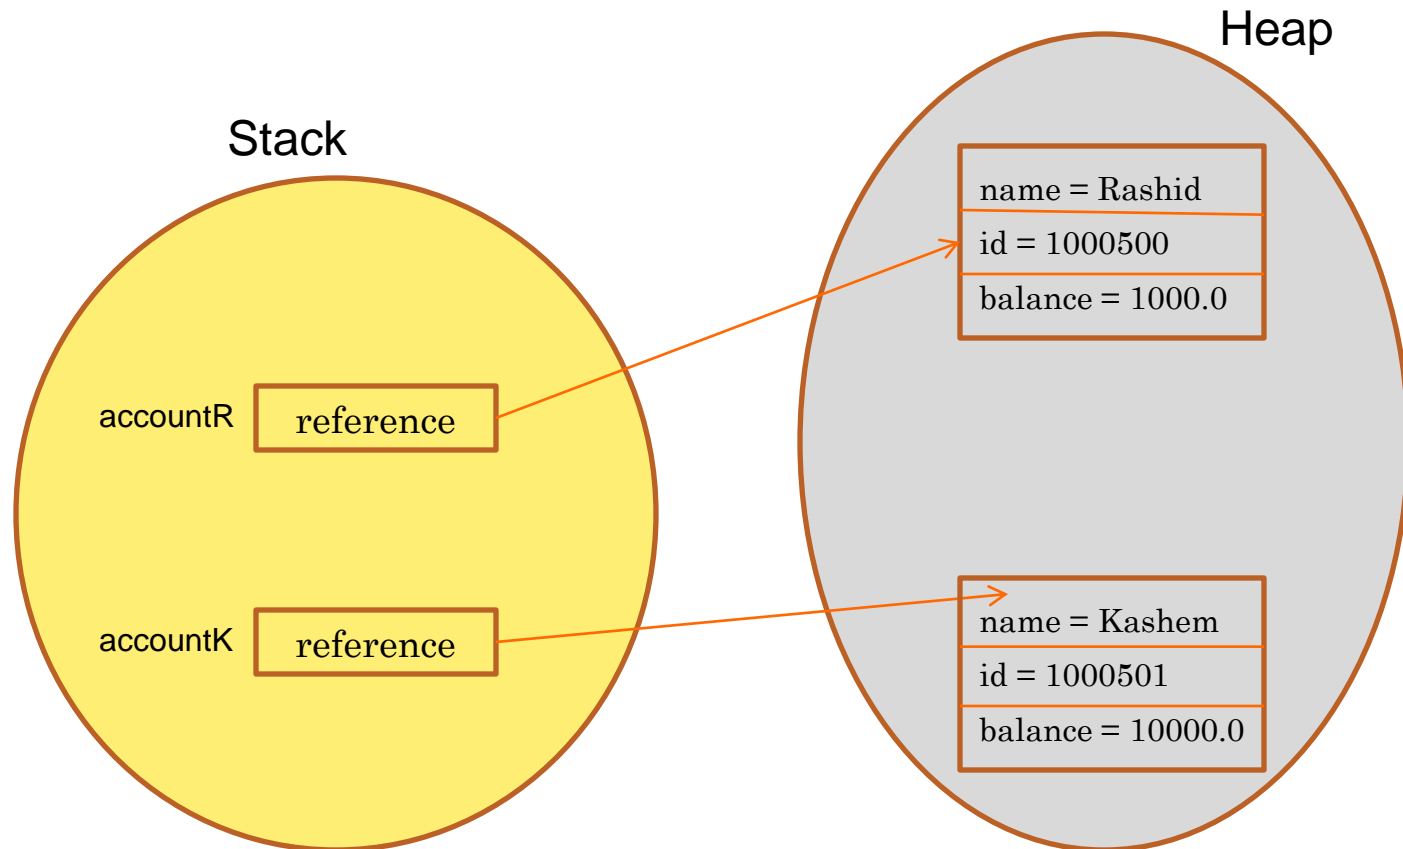 Heap
Stack
name = Rashid
id = 1000500
balance = 1000.0
accountR
reference
accountK
reference
name = Kashem
id = 1000501
balance = 10000.0